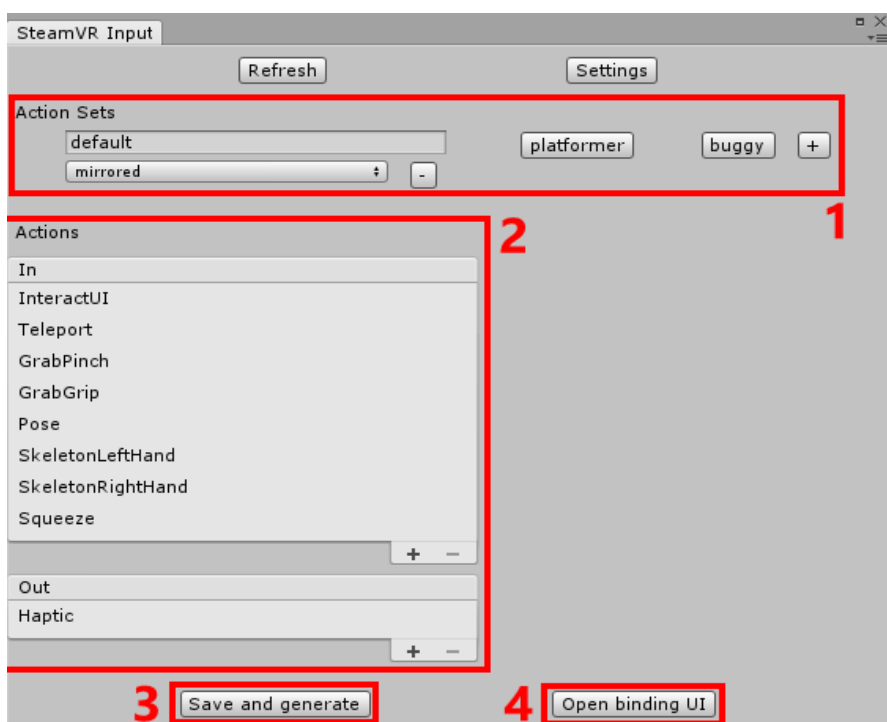 SteamVR Input
Refresh Settings
Action Sets
default platformer buggy +
mirrored -
1
Actions 2
In
InteractUI
Teleport
GrabPinch
GrabGrip
Pose
SkeletonLeftHand
SkeletonRightHand
Squeeze
+ −
Out
Haptic
+ −
3 Save and generate 4 Open binding UI